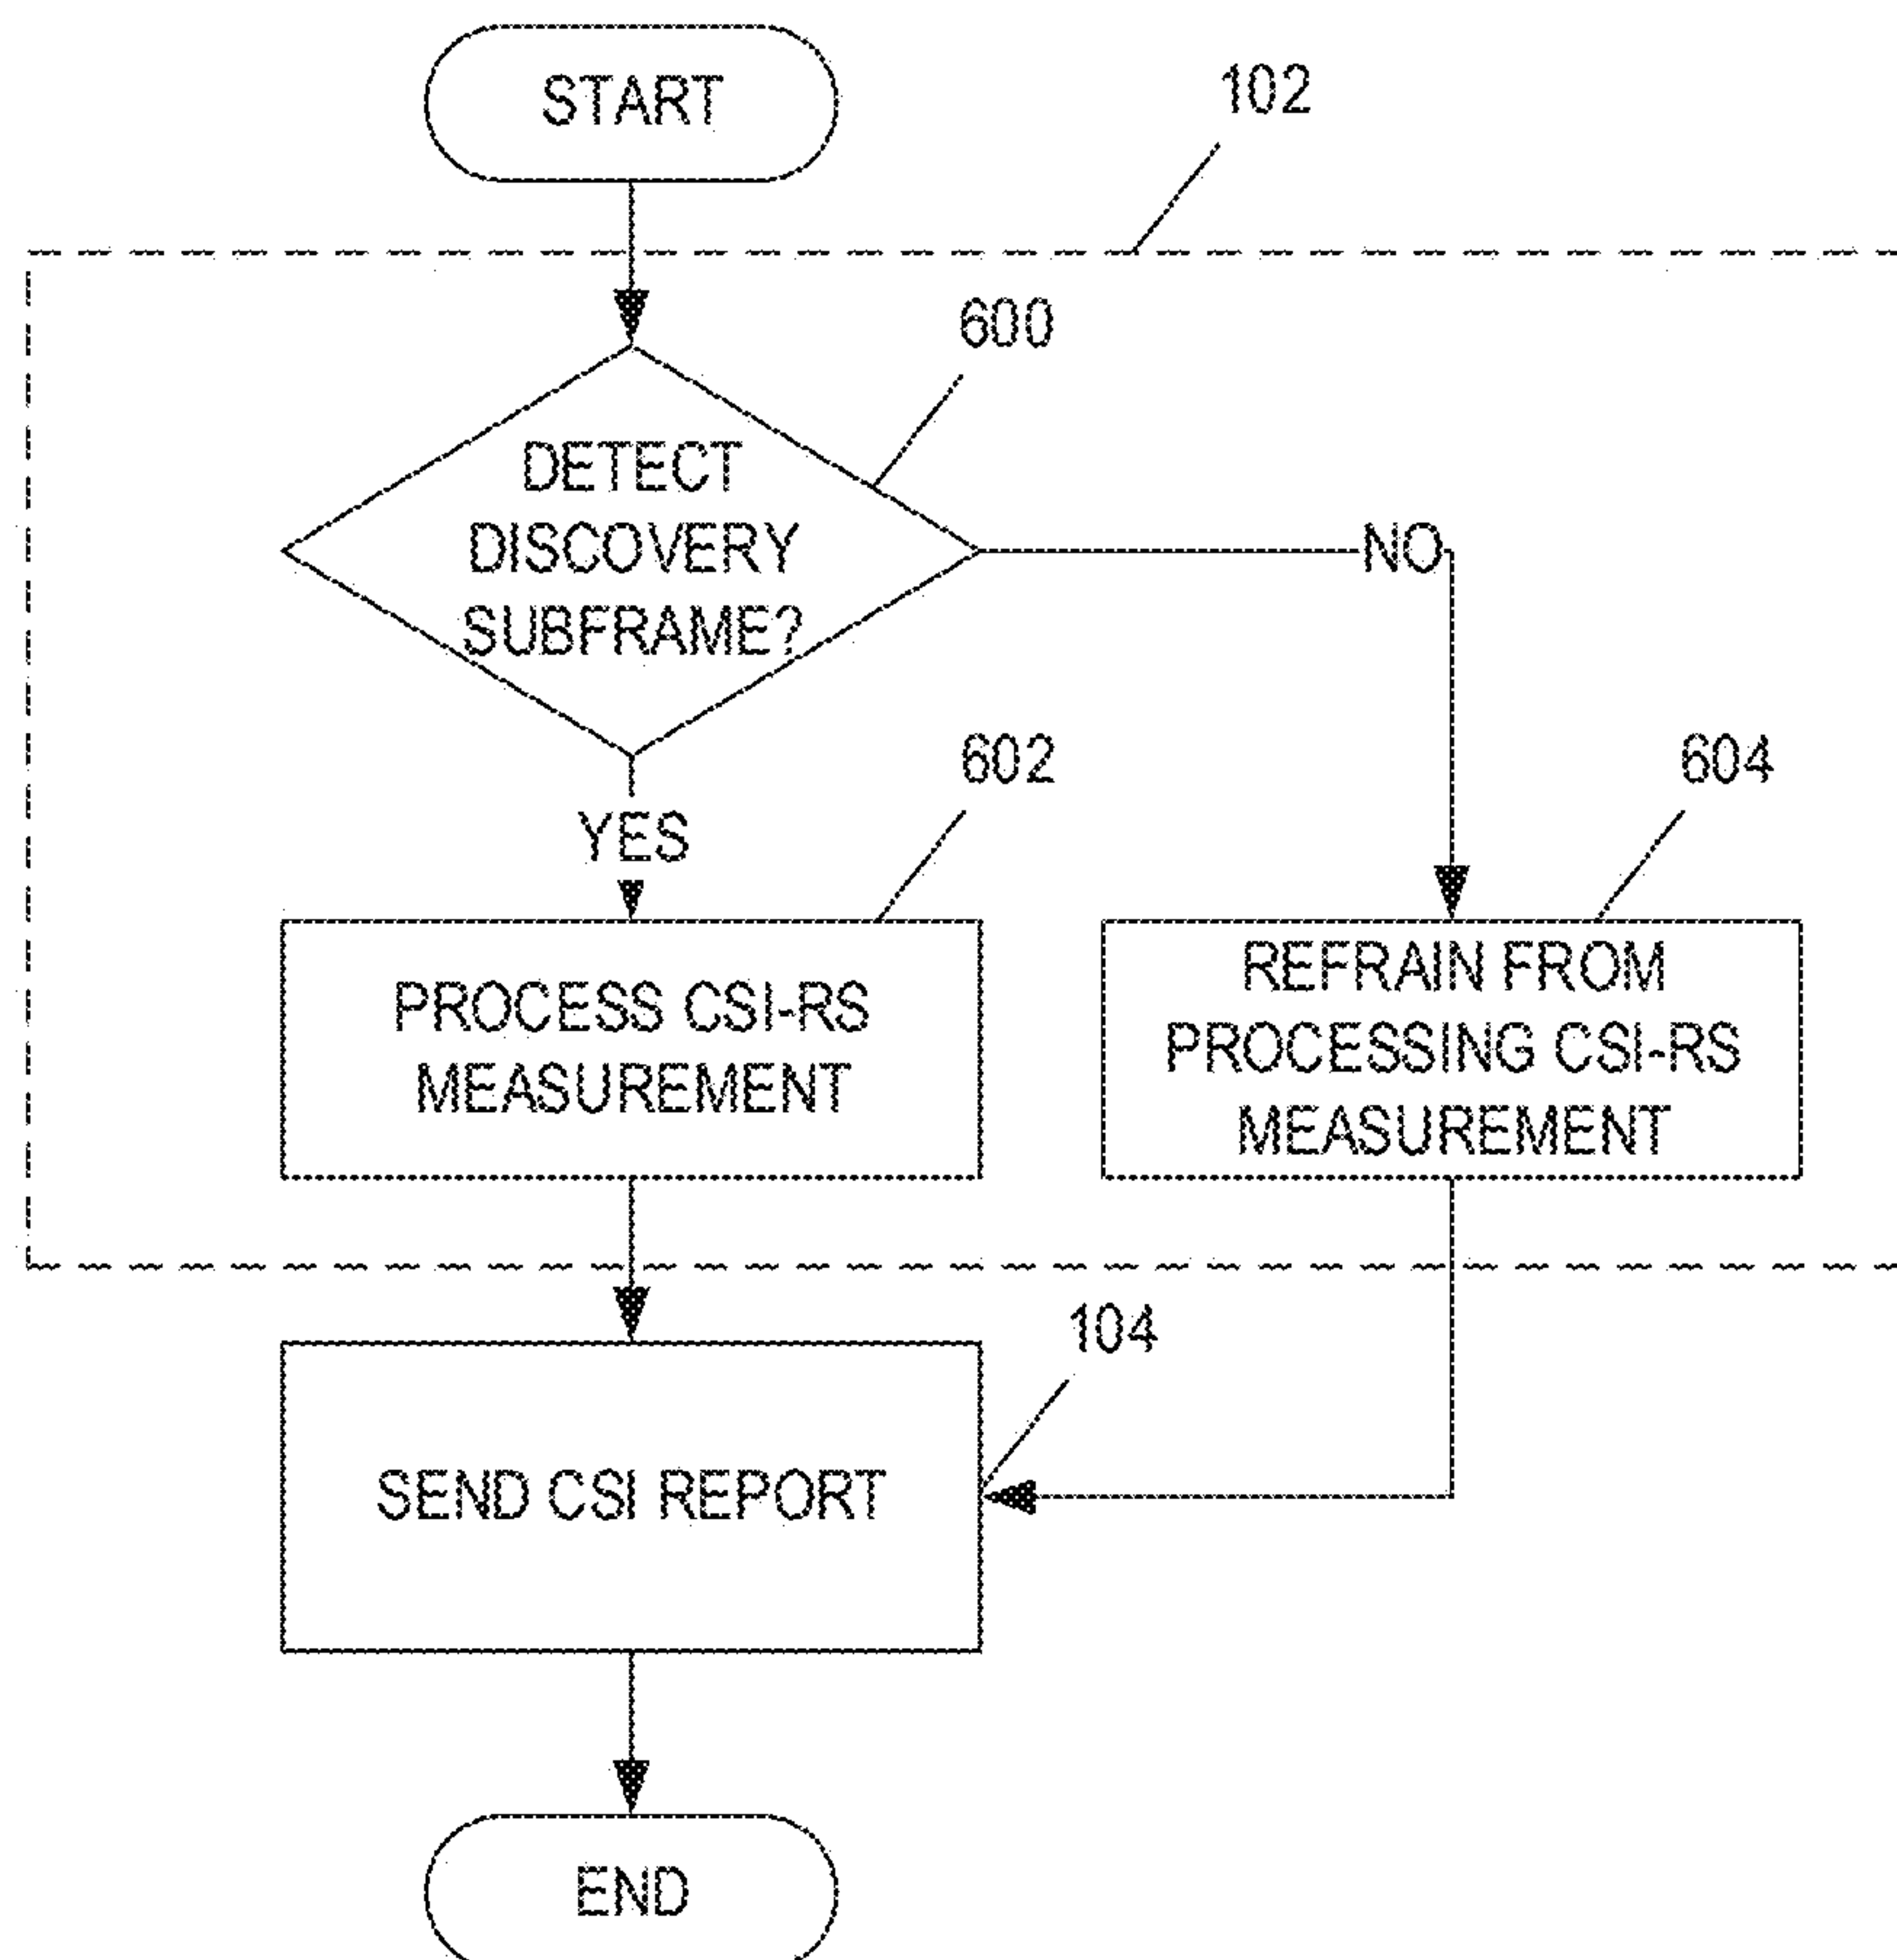 START
102
600
DETECT
DISCOVERY
SUBFRAME?
NO
602
604
YES
PROCESS CSI-RS
MEASUREMENT
REFRAIN FROM
PROCESSING CSI-RS
MEASUREMENT
104
SEND CSI REPORT
END